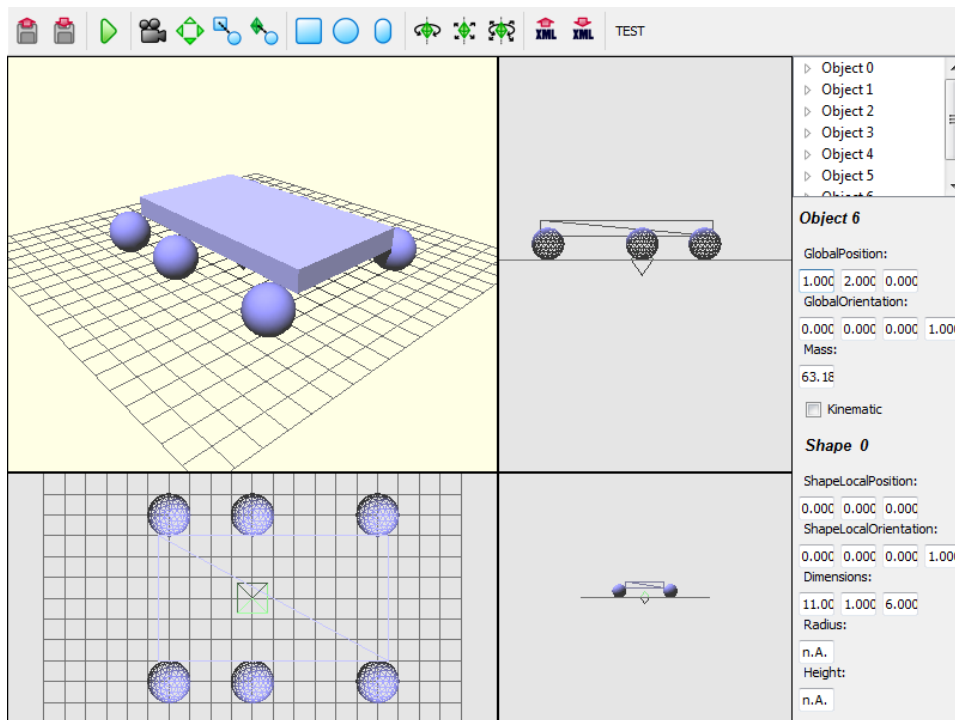 XML XML TEST
Object 0
Object 1
Object 2
Object 3
Object 4
Object 5
Object 6
Object 6
GlobalPosition:
1.000 2.000 0.000
GlobalOrientation:
0.000 0.000 0.000 1.000
Mass:
63.18
Kinematic
Shape 0
ShapeLocalPosition:
0.000 0.000 0.000
ShapeLocalOrientation:
0.000 0.000 0.000 1.000
Dimensions:
11.00 1.000 6.000
Radius:
n.A.
Height:
n.A.